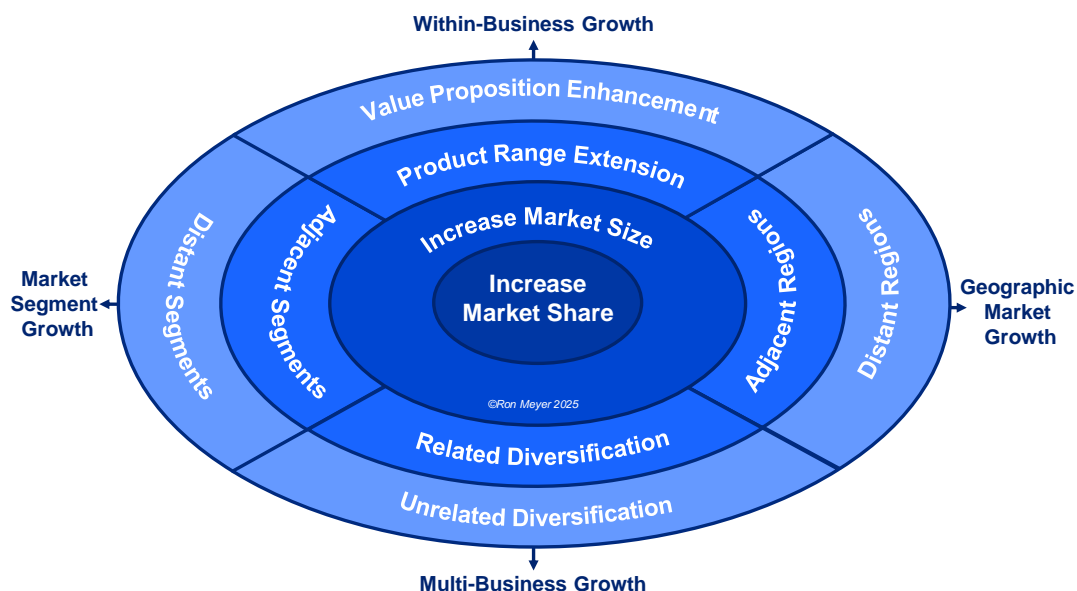 Within-Business Growth
Value Proposition Enhancement
Product Range Extension
Increase Market Size
Increase
Market Share
Market
Segment
Growth
Distant Segments
Adjacent Segments
Adjacent Regions
Distant Regions
Geographic
Market
Growth
©Ron Meyer 2025
Related Diversification
Unrelated Diversification
Multi-Business Growth